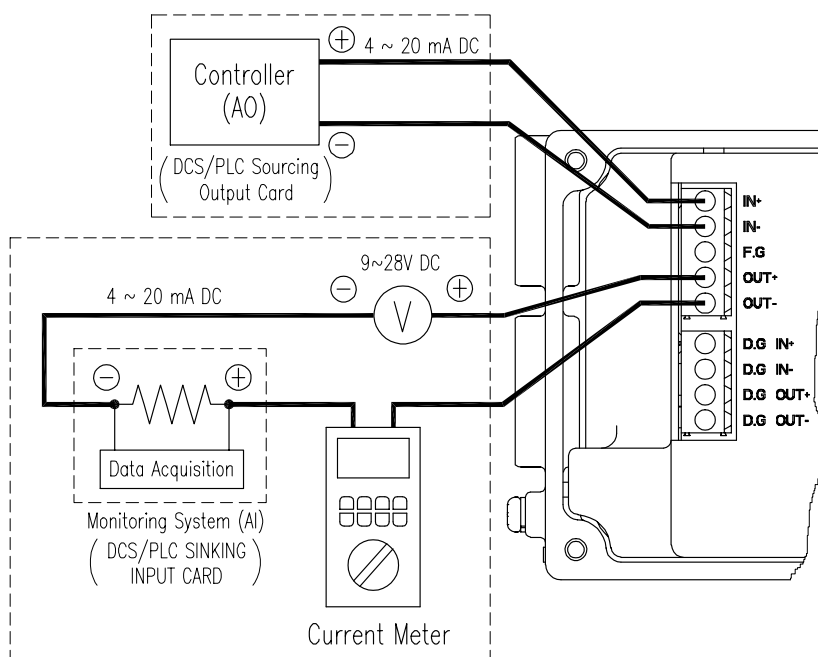 4 ~ 20 mA DC
Controller
(AO)
(DCS/PLC Sourcing
Output Card)
IN+
IN-
F.G
OUT+
OUT-
D.G IN+
D.G IN-
D.G OUT+
D.G OUT-
9~28V DC
4 ~ 20 mA DC
V
Data Acquisition
Monitoring System (AI)
(DCS/PLC SINKING
INPUT CARD)
Current Meter